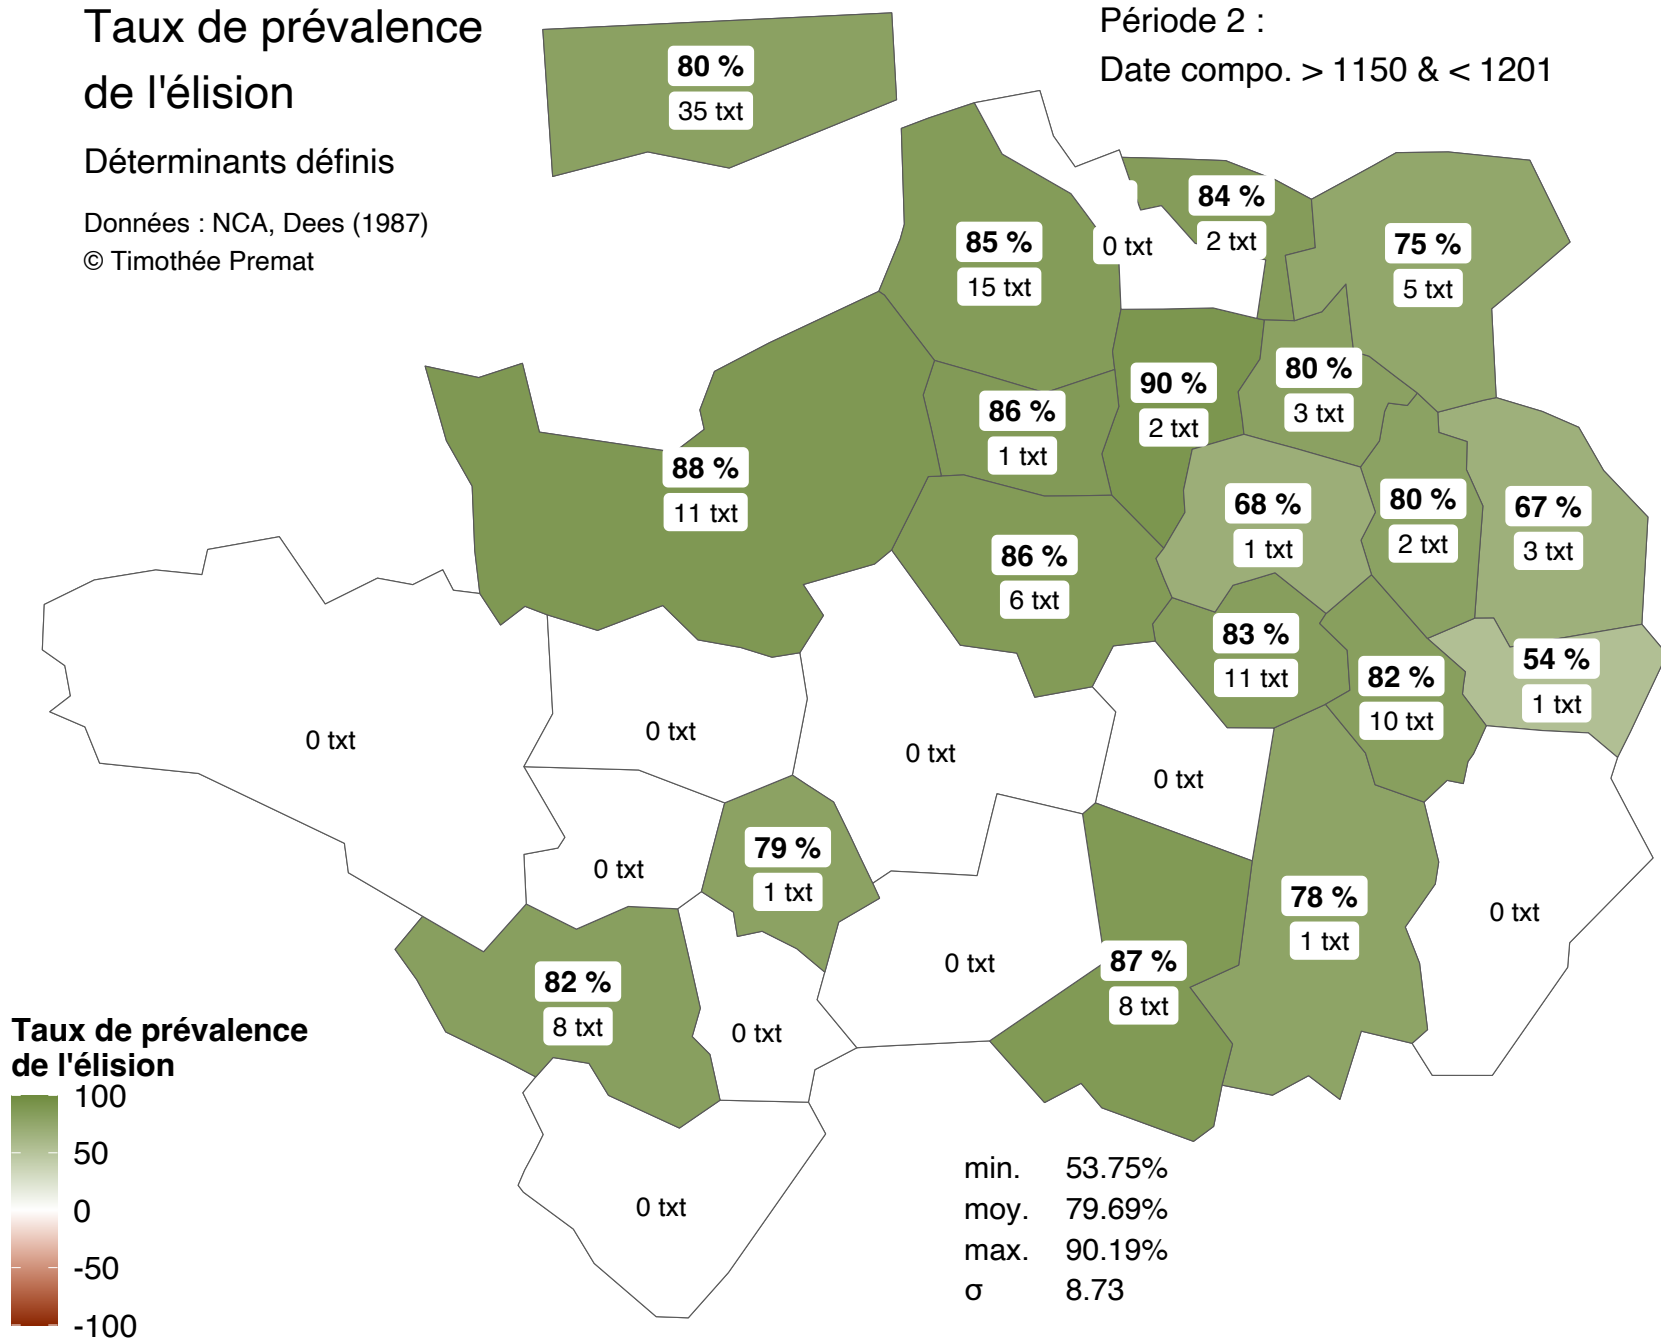 Taux de prévalence
de l'élision
Déterminants définis
Données : NCA, Dees (1987)
© Timothée Premat
Période 2 :
Date compo. > 1150 & < 1201
80 %
35 txt
84 %
2 txt
85 %
15 txt
0 txt
75 %
5 txt
80 %
3 txt
90 %
2 txt
86 %
1 txt
88 %
11 txt
68 %
1 txt
80 %
2 txt
67 %
3 txt
86 %
6 txt
83 %
11 txt
54 %
1 txt
82 %
10 txt
0 txt
0 txt
0 txt
0 txt
79 %
1 txt
0 txt
78 %
1 txt
0 txt
87 %
8 txt
0 txt
82 %
8 txt
0 txt
0 txt
Taux de prévalence
de l'élision
100
50
0
-50
-100
min. 53.75%
moy. 79.69%
max. 90.19%
σ 8.73